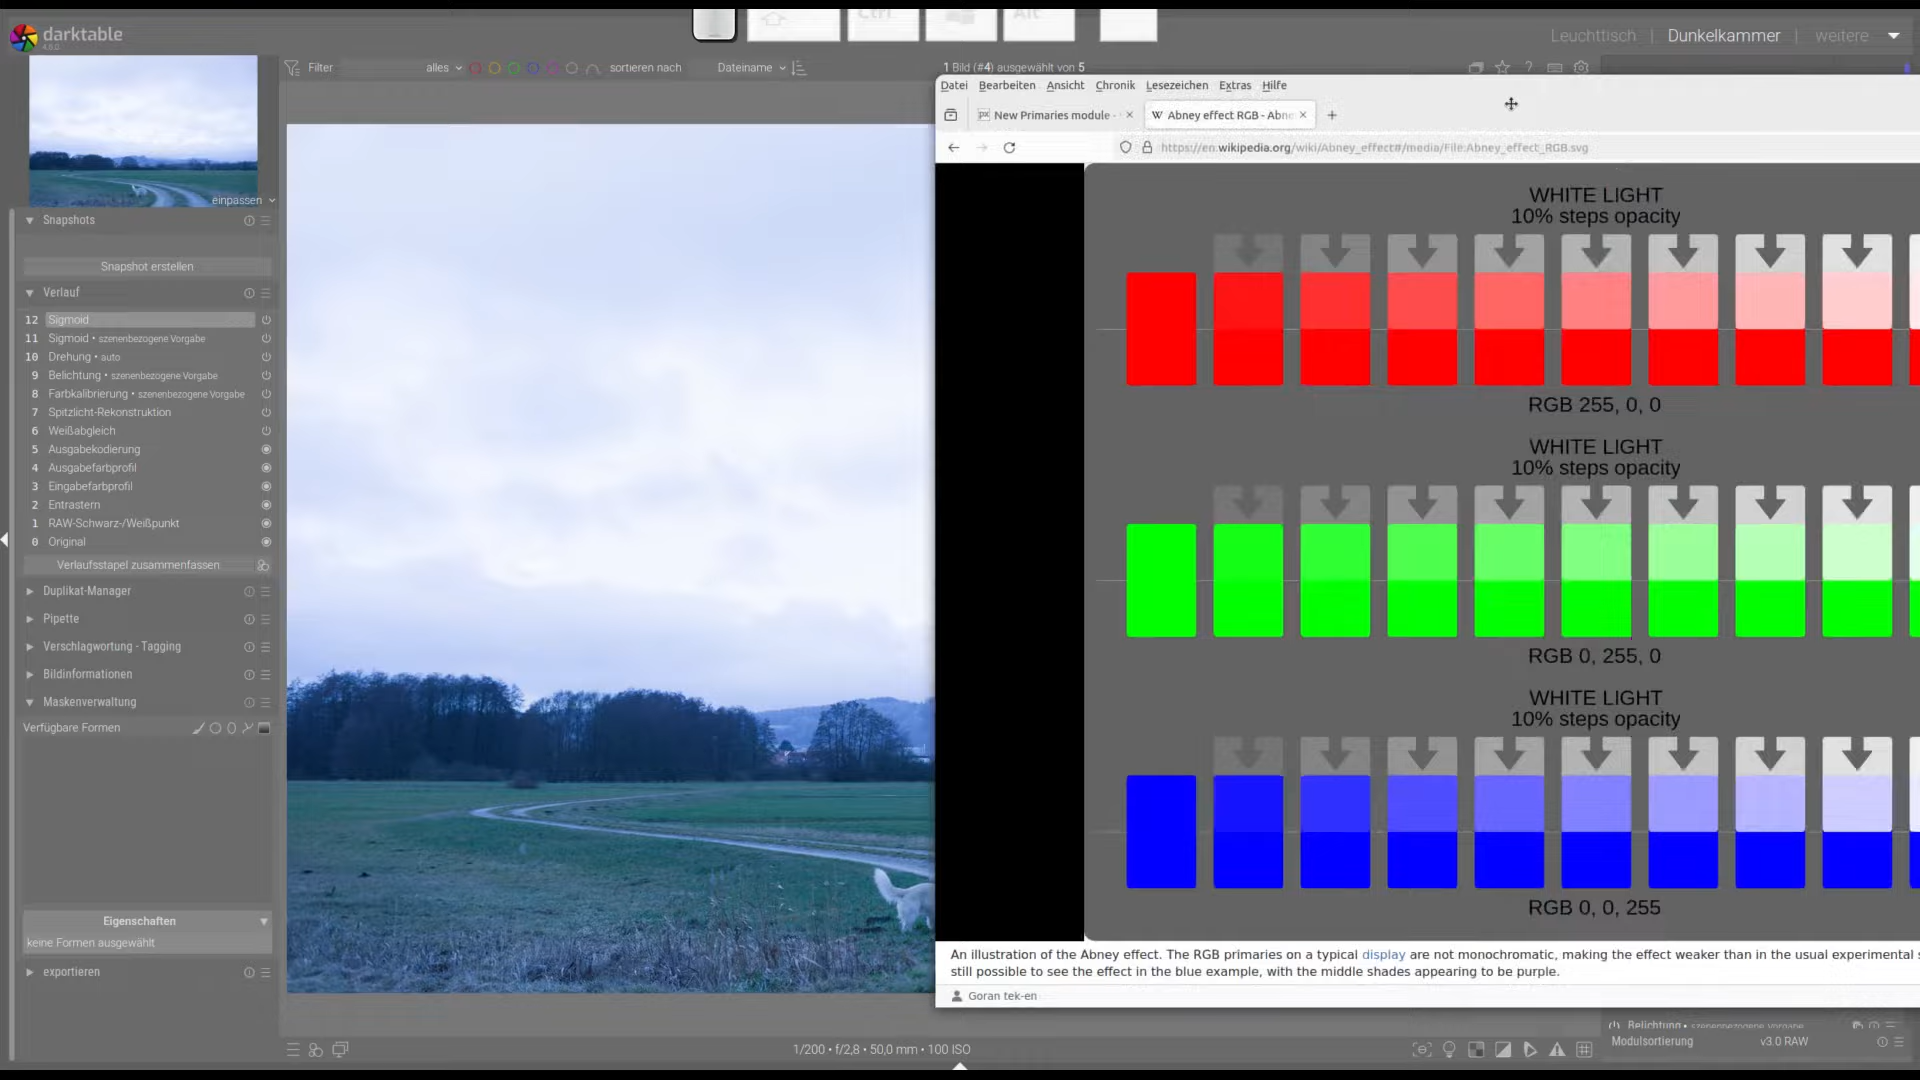 Ctrl
Alt
darktable
4.6.0
Leuchttisch | Dunkelkammer | weitere
Filter
alles
sortieren nach
Dateiname
1 Bild (#4) ausgewählt von 5
einpassen
Snapshots
Snapshot erstellen
Verlauf
12 Sigmoid
11 Sigmoid • szenenbezogene Vorgabe
10 Drehung • auto
9 Belichtung • szenenbezogene Vorgabe
8 Farbkalibrierung • szenenbezogene Vorgabe
7 Spitzlicht-Rekonstruktion
6 Weißabgleich
5 Ausgabekodierung
4 Ausgabefarbprofil
3 Eingabefarbprofil
2 Entrastern
1 RAW-Schwarz-/Weißpunkt
0 Original
Verlaufsstapel zusammenfassen
Duplikat-Manager
Pipette
Verschlagwortung - Tagging
Bildinformationen
Maskenverwaltung
Verfügbare Formen
Eigenschaften
keine Formen ausgewählt
exportieren
Datei Bearbeiten Ansicht Chronik Lesezeichen Extras Hilfe
New Primaries module -
W Abney effect RGB - Abne
https://en.wikipedia.org/wiki/Abney_effect#/media/File:Abney_effect_RGB.svg
WHITE LIGHT
10% steps opacity
RGB 255, 0, 0
WHITE LIGHT
10% steps opacity
RGB 0, 255, 0
WHITE LIGHT
10% steps opacity
RGB 0, 0, 255
An illustration of the Abney effect. The RGB primaries on a typical display are not monochromatic, making the effect weaker than in the usual experimental
still possible to see the effect in the blue example, with the middle shades appearing to be purple.
Goran tek-en
1/200 • f/2,8 • 50,0 mm • 100 ISO
Belichtung • szenenbezogene Vorgabe
Modulsortierung v3.0 RAW